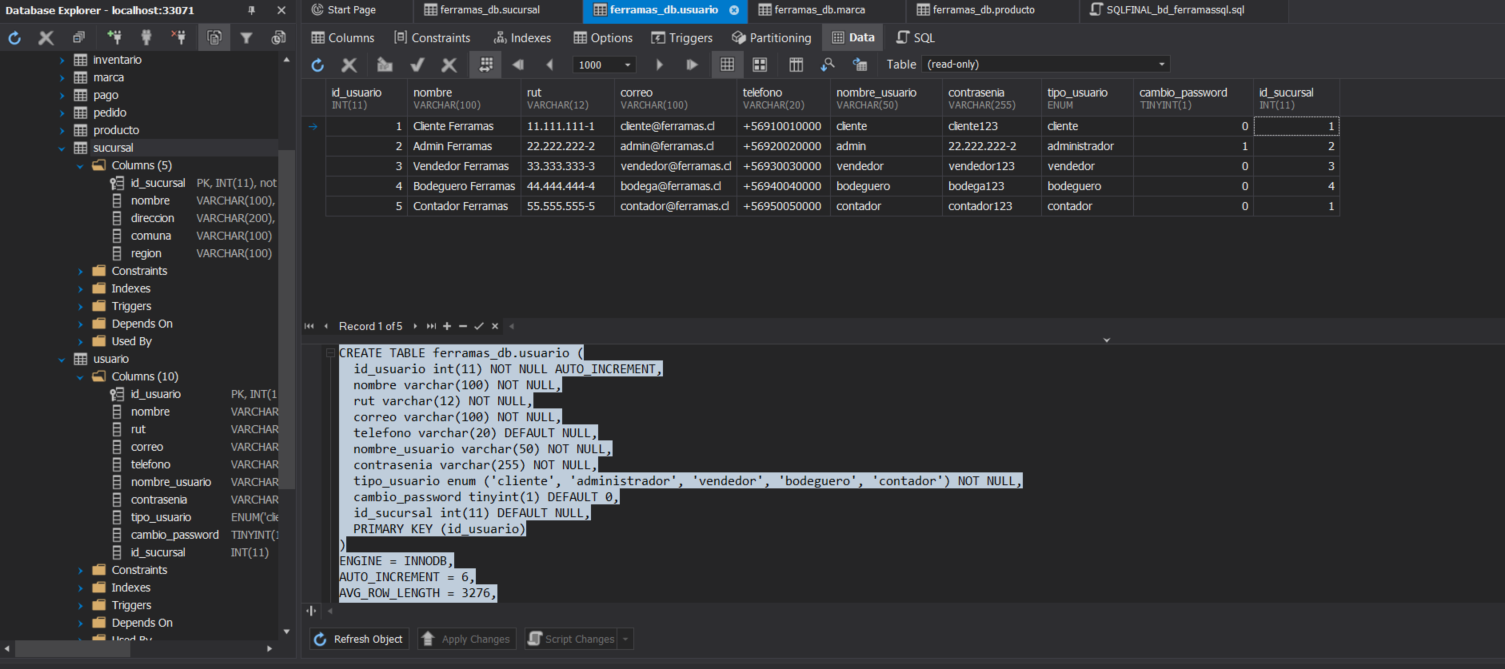 Database Explorer - localhost:33071
Start Page
ferramas_db.sucursal
ferramas_db.usuario
ferramas_db.marca
ferramas_db.producto
SQLFINAL_bd_ferramassql.sql
Columns
Constraints
Indexes
Options
Triggers
Partitioning
Data
SQL
1000
Table (read-only)
inventario
marca
pago
pedido
producto
sucursal
Columns (5)
id_sucursal PK, INT(11), not
nombre VARCHAR(100),
direccion VARCHAR(200),
comuna VARCHAR(100)
region VARCHAR(100)
Constraints
Indexes
Triggers
Depends On
Used By
usuario
Columns (10)
id_usuario PK, INT(1
nombre VARCHAR
rut VARCHAR
correo VARCHAR
telefono VARCHAR
nombre_usuario VARCHAR
contrasenia VARCHAR
tipo_usuario ENUM('clie
cambio_password TINYINT(1
id_sucursal INT(11)
Constraints
Indexes
Triggers
Depends On
Used By
id_usuario nombre rut correo telefono nombre_usuario contrasenia tipo_usuario cambio_password id_sucursal
INT(11) VARCHAR(100) VARCHAR(12) VARCHAR(100) VARCHAR(20) VARCHAR(50) VARCHAR(255) ENUM TINYINT(1) INT(11)
1 Cliente Ferramas 11.111.111-1 cliente@ferramas.cl +56910010000 cliente cliente123 cliente 0 1
2 Admin Ferramas 22.222.222-2 admin@ferramas.cl +56920020000 admin 22.222.222-2 administrador 1 2
3 Vendedor Ferramas 33.333.333-3 vendedor@ferramas.cl +56930030000 vendedor vendedor123 vendedor 0 3
4 Bodeguero Ferramas 44.444.444-4 bodega@ferramas.cl +56940040000 bodeguero bodega123 bodeguero 0 4
5 Contador Ferramas 55.555.555-5 contador@ferramas.cl +56950050000 contador contador123 contador 0 1
Record 1 of 5
CREATE TABLE ferramas_db.usuario (
id_usuario int(11) NOT NULL AUTO_INCREMENT,
nombre varchar(100) NOT NULL,
rut varchar(12) NOT NULL,
correo varchar(100) NOT NULL,
telefono varchar(20) DEFAULT NULL,
nombre_usuario varchar(50) NOT NULL,
contrasenia varchar(255) NOT NULL,
tipo_usuario enum ('cliente', 'administrador', 'vendedor', 'bodeguero', 'contador') NOT NULL,
cambio_password tinyint(1) DEFAULT 0,
id_sucursal int(11) DEFAULT NULL,
PRIMARY KEY (id_usuario)
)
ENGINE = INNODB,
AUTO_INCREMENT = 6,
AVG_ROW_LENGTH = 3276,
Refresh Object
Apply Changes
Script Changes